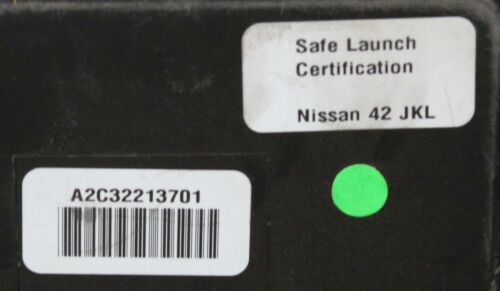 Safe Launch
Certification
Nissan 42 JKL
A2C32213701